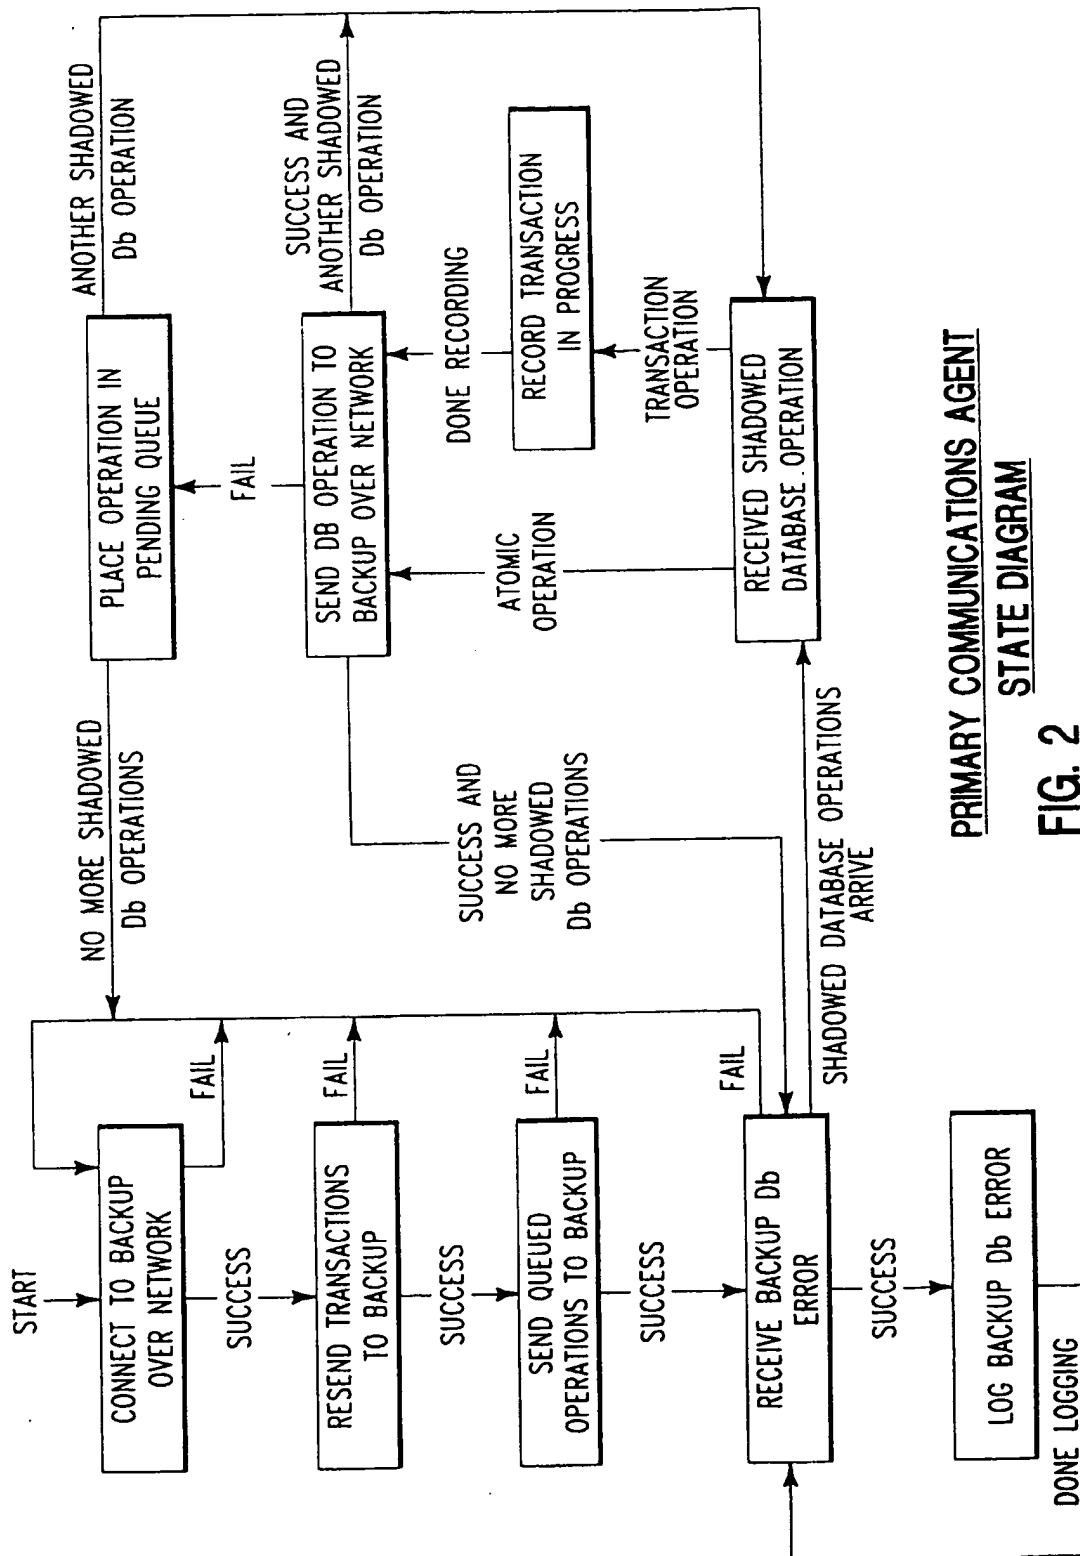 START
CONNECT TO BACKUP
OVER NETWORK
FAIL
SUCCESS
RESEND TRANSACTIONS
TO BACKUP
FAIL
SUCCESS
SEND QUEUED
OPERATIONS TO BACKUP
FAIL
SUCCESS
RECEIVE BACKUP Db
ERROR
FAIL
SUCCESS
LOG BACKUP Db ERROR
DONE LOGGING
NO MORE SHADOWED
Db OPERATIONS
PLACE OPERATION IN
PENDING QUEUE
ANOTHER SHADOWED
Db OPERATION
FAIL
SEND DB OPERATION TO
BACKUP OVER NETWORK
SUCCESS AND
ANOTHER SHADOWED
Db OPERATION
SUCCESS AND
NO MORE
SHADOWED
Db OPERATIONS
ATOMIC
OPERATION
DONE RECORDING
RECORD TRANSACTION
IN PROGRESS
TRANSACTION
OPERATION
RECEIVED SHADOWED
DATABASE.OPERATION
SHADOWED DATABASE OPERATIONS
ARRIVE
PRIMARY COMMUNICATIONS AGENT
STATE DIAGRAM
FIG. 2